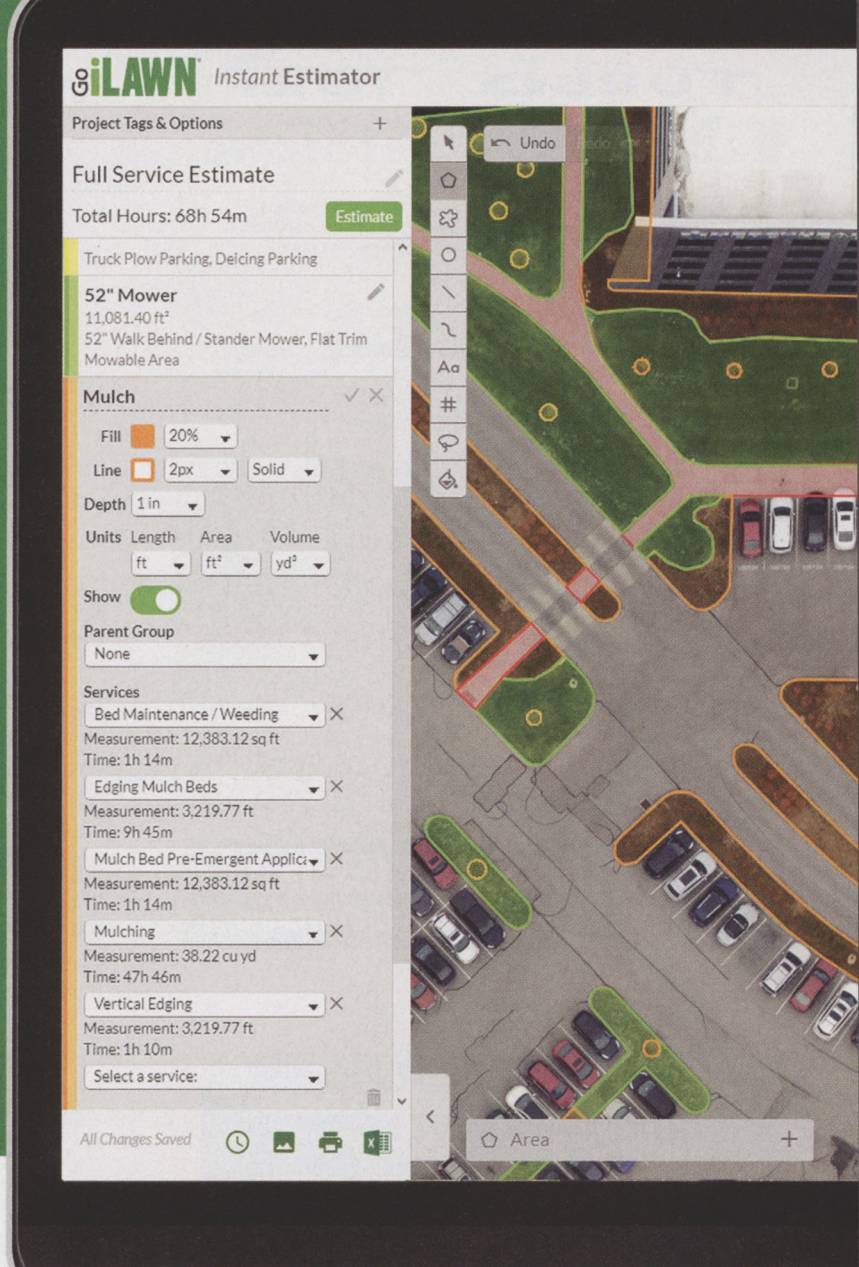 Go iLAWN® Instant Estimator
Project Tags & Options +
Undo
Redo
Full Service Estimate
Total Hours: 68h 54m Estimate
Truck Plow Parking, Deicing Parking
52" Mower
11,081.40 ft²
52" Walk Behind / Stander Mower, Flat Trim
Mowable Area
Aa
#
Mulch
Fill 20%
Line 2px Solid
Depth 1 in
Units Length Area Volume
ft ft² yd³
Show
Parent Group
None
Services
Bed Maintenance / Weeding
Measurement: 12,383.12 sq ft
Time: 1h 14m
Edging Mulch Beds
Measurement: 3,219.77 ft
Time: 9h 45m
Mulch Bed Pre-Emergent Applica
Measurement: 12,383.12 sq ft
Time: 1h 14m
Mulching
Measurement: 38.22 cu yd
Time: 47h 46m
Vertical Edging
Measurement: 3,219.77 ft
Time: 1h 10m
Select a service:
All Changes Saved
X
Area +